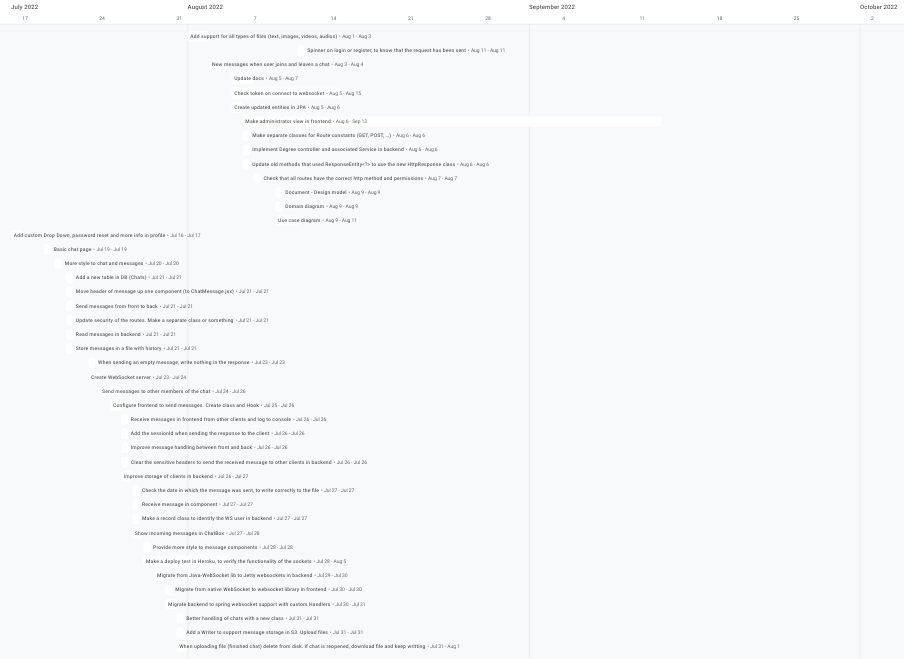 July 2022 August 2022 September 2022 October 2022
17 24 31 7 14 21 28 4 11 18 25 2
Add support for all types of files (text, images, videos, audios) • Aug 1 - Aug 3
Spinner on login or register, to know that the request has been sent • Aug 11 - Aug 11
New messages when user joins and leaves a chat • Aug 3 - Aug 4
Update docs • Aug 5 - Aug 7
Check token on connect to websocket • Aug 5 - Aug 15
Create updated entities in JPA • Aug 5 - Aug 6
Make administrator view in frontend • Aug 6 - Sep 13
Make separate classes for Route constants (GET, POST, ...) • Aug 6 - Aug 6
Implement Degree controller and associated Service in backend • Aug 6 - Aug 6
Update old methods that used ResponseEntity<?> to use the new HttpResponse class • Aug 6 - Aug 6
Check that all routes have the correct http method and permissions • Aug 7 - Aug 7
Document - Design model • Aug 9 - Aug 9
Domain diagram • Aug 9 - Aug 9
Use case diagram • Aug 9 - Aug 11
Add custom Drop Down, password reset and more info in profile • Jul 16 - Jul 17
Basic chat page • Jul 19 - Jul 19
More style to chat and messages • Jul 20 - Jul 20
Add a new table in DB (Chats) • Jul 21 - Jul 21
Move header of message up one component (to ChatMessage.jsx) • Jul 21 - Jul 21
Send messages from front to back • Jul 21 - Jul 21
Update security of the routes. Make a separate class or something • Jul 21 - Jul 21
Read messages in backend • Jul 21 - Jul 21
Store messages in a file with history • Jul 21 - Jul 21
When sending an empty message, write nothing in the response • Jul 23 - Jul 23
Create WebSocket server • Jul 23 - Jul 24
Send messages to other members of the chat • Jul 24 - Jul 26
Configure frontend to send messages. Create class and Hook • Jul 25 - Jul 26
Receive messages in frontend from other clients and log to console • Jul 26 - Jul 26
Add the sessionId when sending the response to the client • Jul 26 - Jul 26
Improve message handling between front and back • Jul 26 - Jul 26
Clear the sensitive headers to send the received message to other clients in backend • Jul 26 - Jul 26
Improve storage of clients in backend • Jul 26 - Jul 27
Check the date in which the message was sent, to write correctly to the file • Jul 27 - Jul 27
Receive message in component • Jul 27 - Jul 27
Make a record class to identify the WS user in backend • Jul 27 - Jul 27
Show incoming messages in ChatBox • Jul 27 - Jul 28
Provide more style to message components • Jul 28 - Jul 28
Make a deploy test in Heroku, to verify the functionality of the sockets • Jul 28 - Aug 5
Migrate from Java-WebSocket lib to Jetty websockets in backend • Jul 29 - Jul 30
Migrate from native WebSocket to websocket library in frontend • Jul 30 - Jul 30
Migrate backend to spring websocket support with custom Handlers • Jul 30 - Jul 31
Better handling of chats with a new class • Jul 31 - Jul 31
Add a Writer to support message storage in S3. Upload files • Jul 31 - Jul 31
When uploading file (finished chat) delete from disk. If chat is reopened, download file and keep writting • Jul 31 - Aug 1